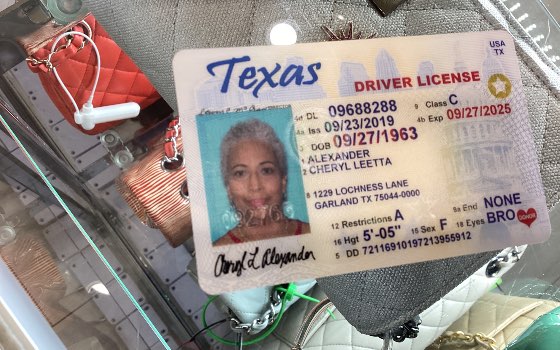 Texas
USA
TX
DRIVER LICENSE
4d DL 09688288
9 Class C
4a Iss 09/23/2019
4b Exp 09/27/2025
DOB 09/27/1963
1 ALEXANDER
2 CHERYL LEETTA
8 1229 LOCHNESS LANE
GARLAND TX 75044-0000
12 Restrictions A
9a End NONE
16 Hgt 5'-05"
15 Sex F
18 Eyes BRO
DONOR
5 DD 72116910197213955912
Cheryl L Alexander